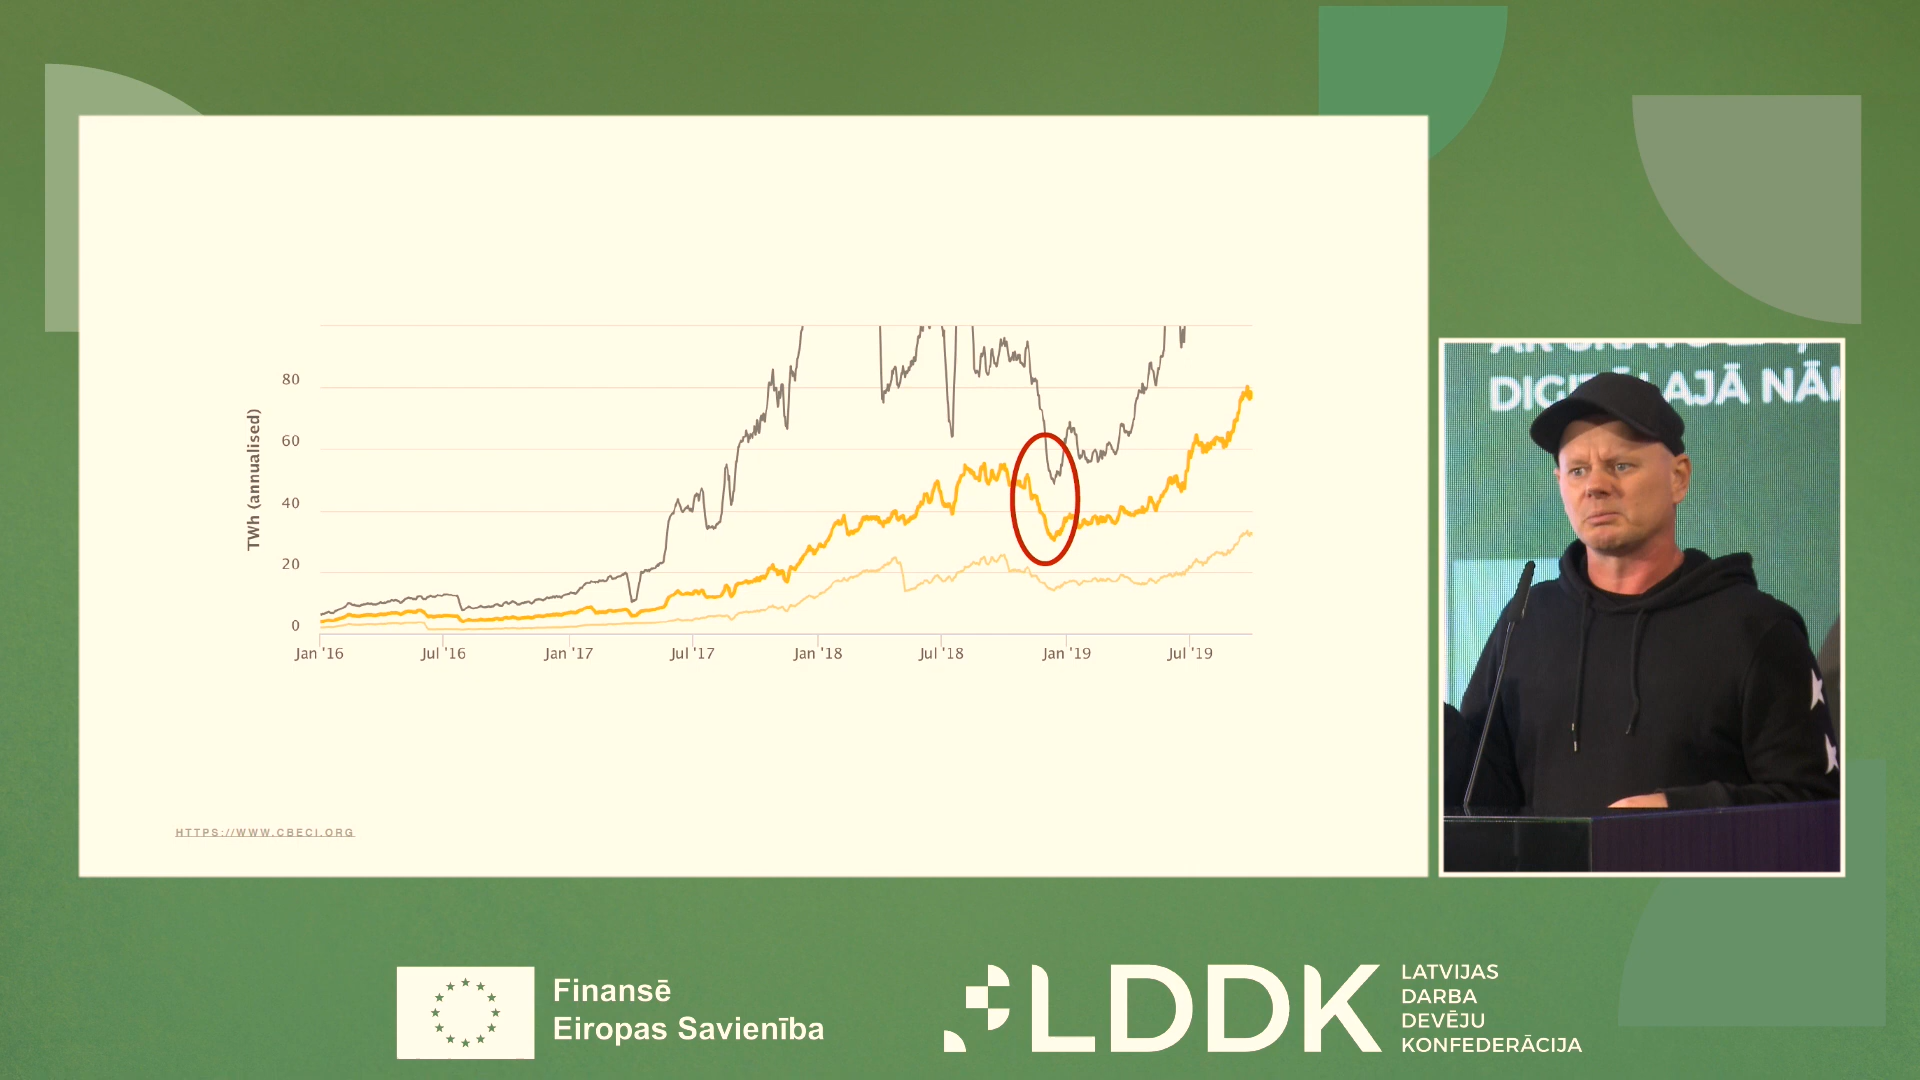 80
60
40
20
0
TWh (annualised)
Jan '16
Jul '16
Jan '17
Jul '17
Jan '18
Jul '18
Jan '19
Jul '19
HTTPS://WWW.CBECI.ORG
Finansē
Eiropas Savienība
LDDK
LATVIJAS
DARBA
DEVĒJU
KONFEDERĀCIJA